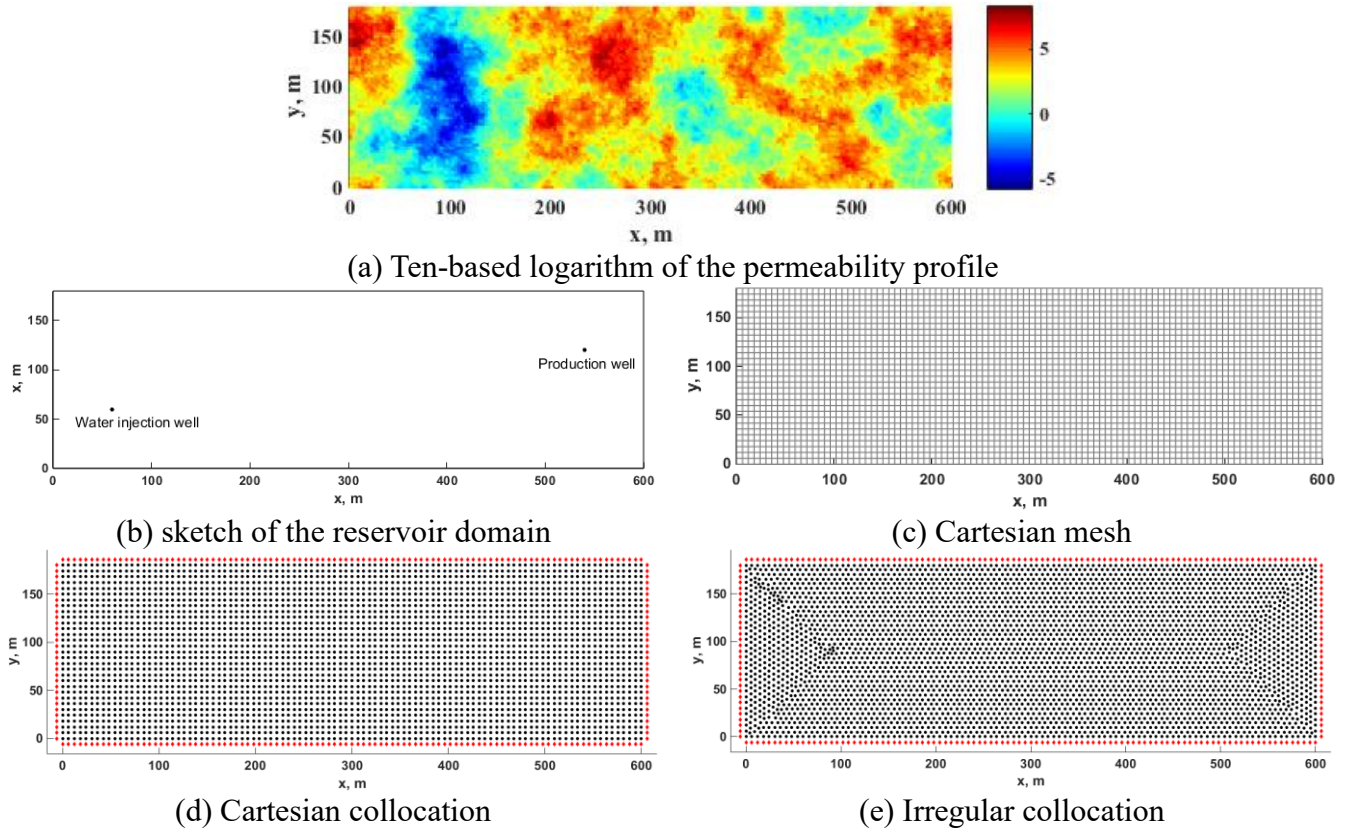 150
100
50
0
y, m
0 100 200 300 400 500 600
x, m
5
0
-5
(a) Ten-based logarithm of the permeability profile
150
100
50
0
x, m
Production well
Water injection well
0 100 200 300 400 500 600
x, m
(b) sketch of the reservoir domain
150
100
50
0
y, m
0 100 200 300 400 500 600
x, m
(c) Cartesian mesh
150
100
50
0
y, m
0 100 200 300 400 500 600
x, m
(d) Cartesian collocation
150
100
50
0
y, m
0 100 200 300 400 500 600
x, m
(e) Irregular collocation